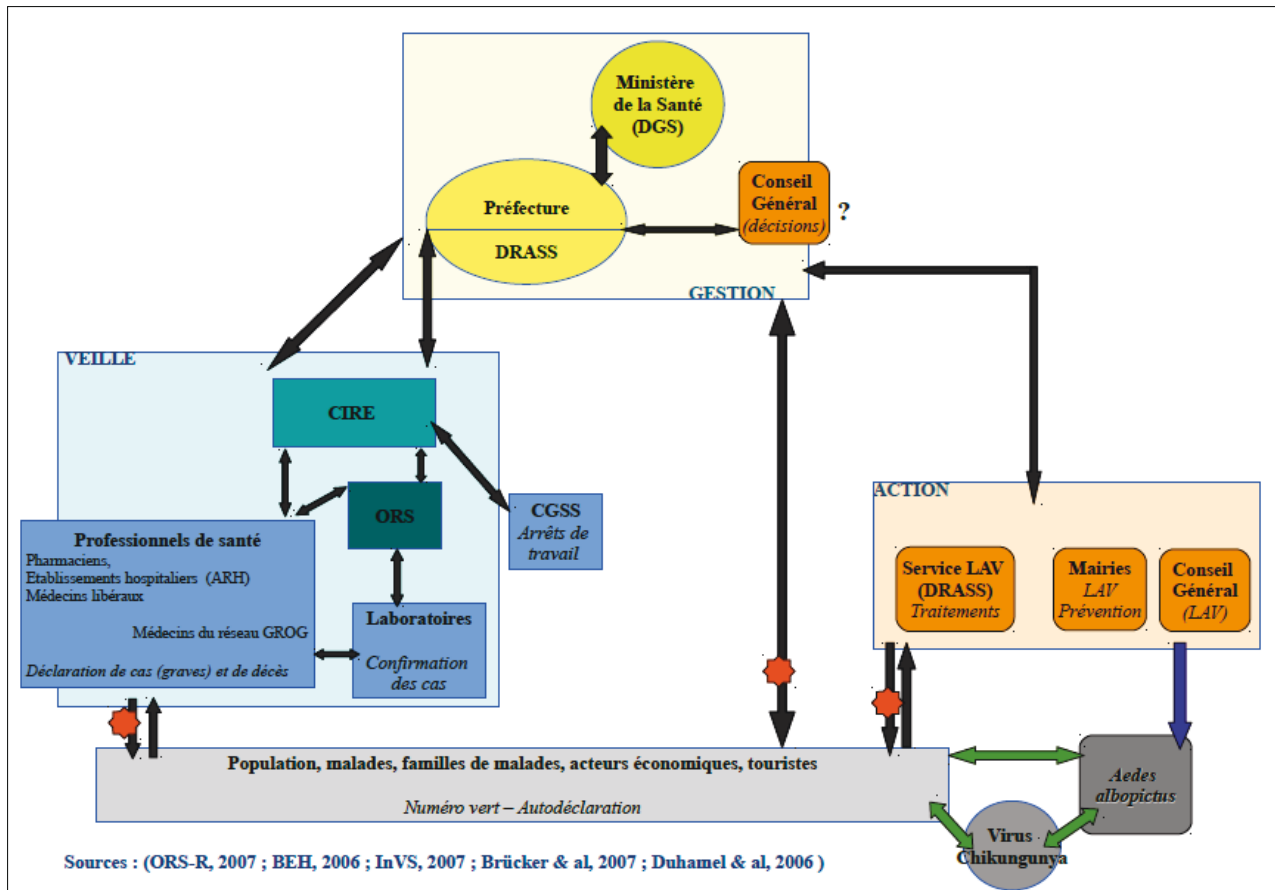 Ministère
de la Santé
(DGS)
Préfecture
DRASS
Conseil
Général
(décisions)
?
GESTION
VEILLE
CIRE
ORS
CGSS
Arrêts de
travail
Professionnels de santé
Pharmaciens,
Etablissements hospitaliers (ARH)
Médecins libéraux
Médecins du réseau GROG
Déclaration de cas (graves) et de décès
Laboratoires
Confirmation
des cas
ACTION
Service LAV
(DRASS)
Traitements
Mairies
LAV
Prévention
Conseil
Général
(LAV)
Population, malades, familles de malades, acteurs économiques, touristes
Numéro vert – Autodéclaration
Aedes
albopictus
Virus
Chikungunya
Sources : (ORS-R, 2007 ; BEH, 2006 ; InVS, 2007 ; Brücker & al, 2007 ; Duhamel & al, 2006 )